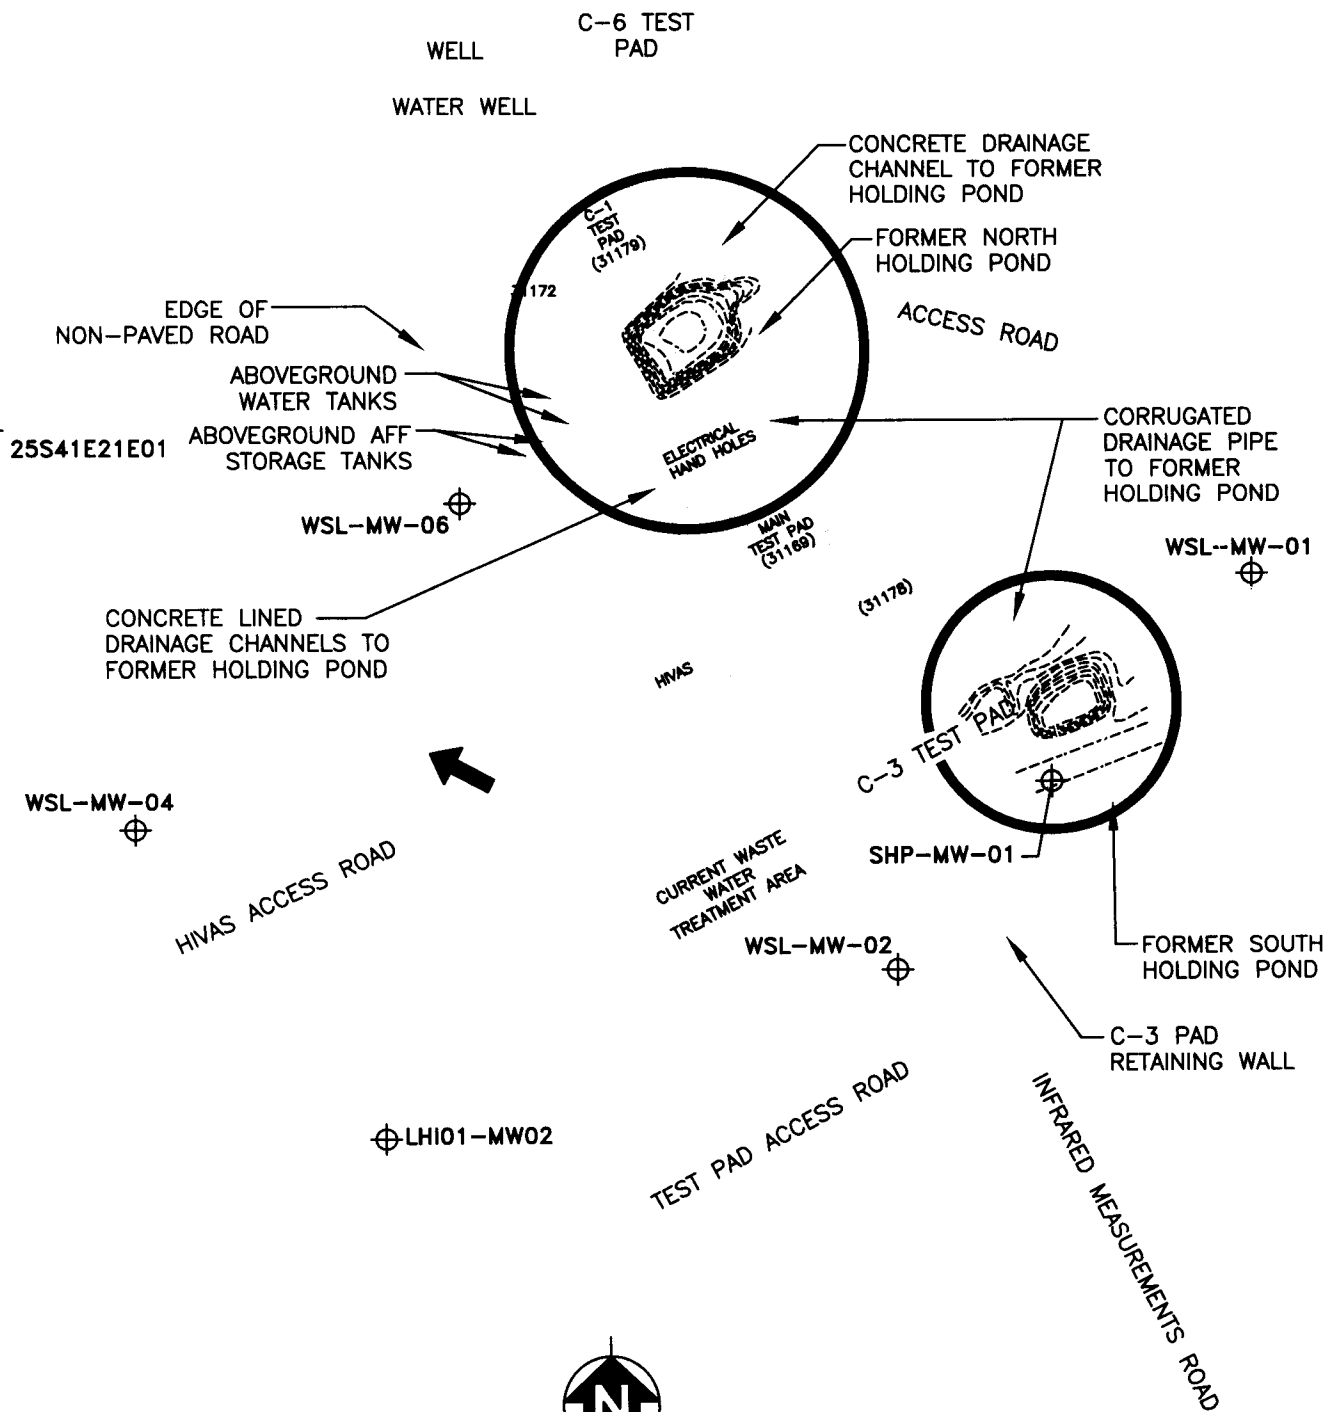 C-6 TEST
PAD
WELL
WATER WELL
CONCRETE DRAINAGE
CHANNEL TO FORMER
HOLDING POND
C-1
TEST
PAD
(31179)
FORMER NORTH
HOLDING POND
31172
EDGE OF
NON-PAVED ROAD
ACCESS ROAD
ABOVEGROUND
WATER TANKS
25S41E21E01
ABOVEGROUND AFF
STORAGE TANKS
ELECTRICAL
HAND HOLES
CORRUGATED
DRAINAGE PIPE
TO FORMER
HOLDING POND
WSL-MW-06
MAIN
TEST PAD
(31169)
WSL--MW-01
(31178)
CONCRETE LINED
DRAINAGE CHANNELS TO
FORMER HOLDING POND
HIVAS
C-3 TEST PAD
WSL-MW-04
HIVAS ACCESS ROAD
CURRENT WASTE
WATER
TREATMENT AREA
SHP-MW-01
WSL-MW-02
FORMER SOUTH
HOLDING POND
C-3 PAD
RETAINING WALL
LHI01-MW02
TEST PAD ACCESS ROAD
INFRARED MEASUREMENTS ROAD
N